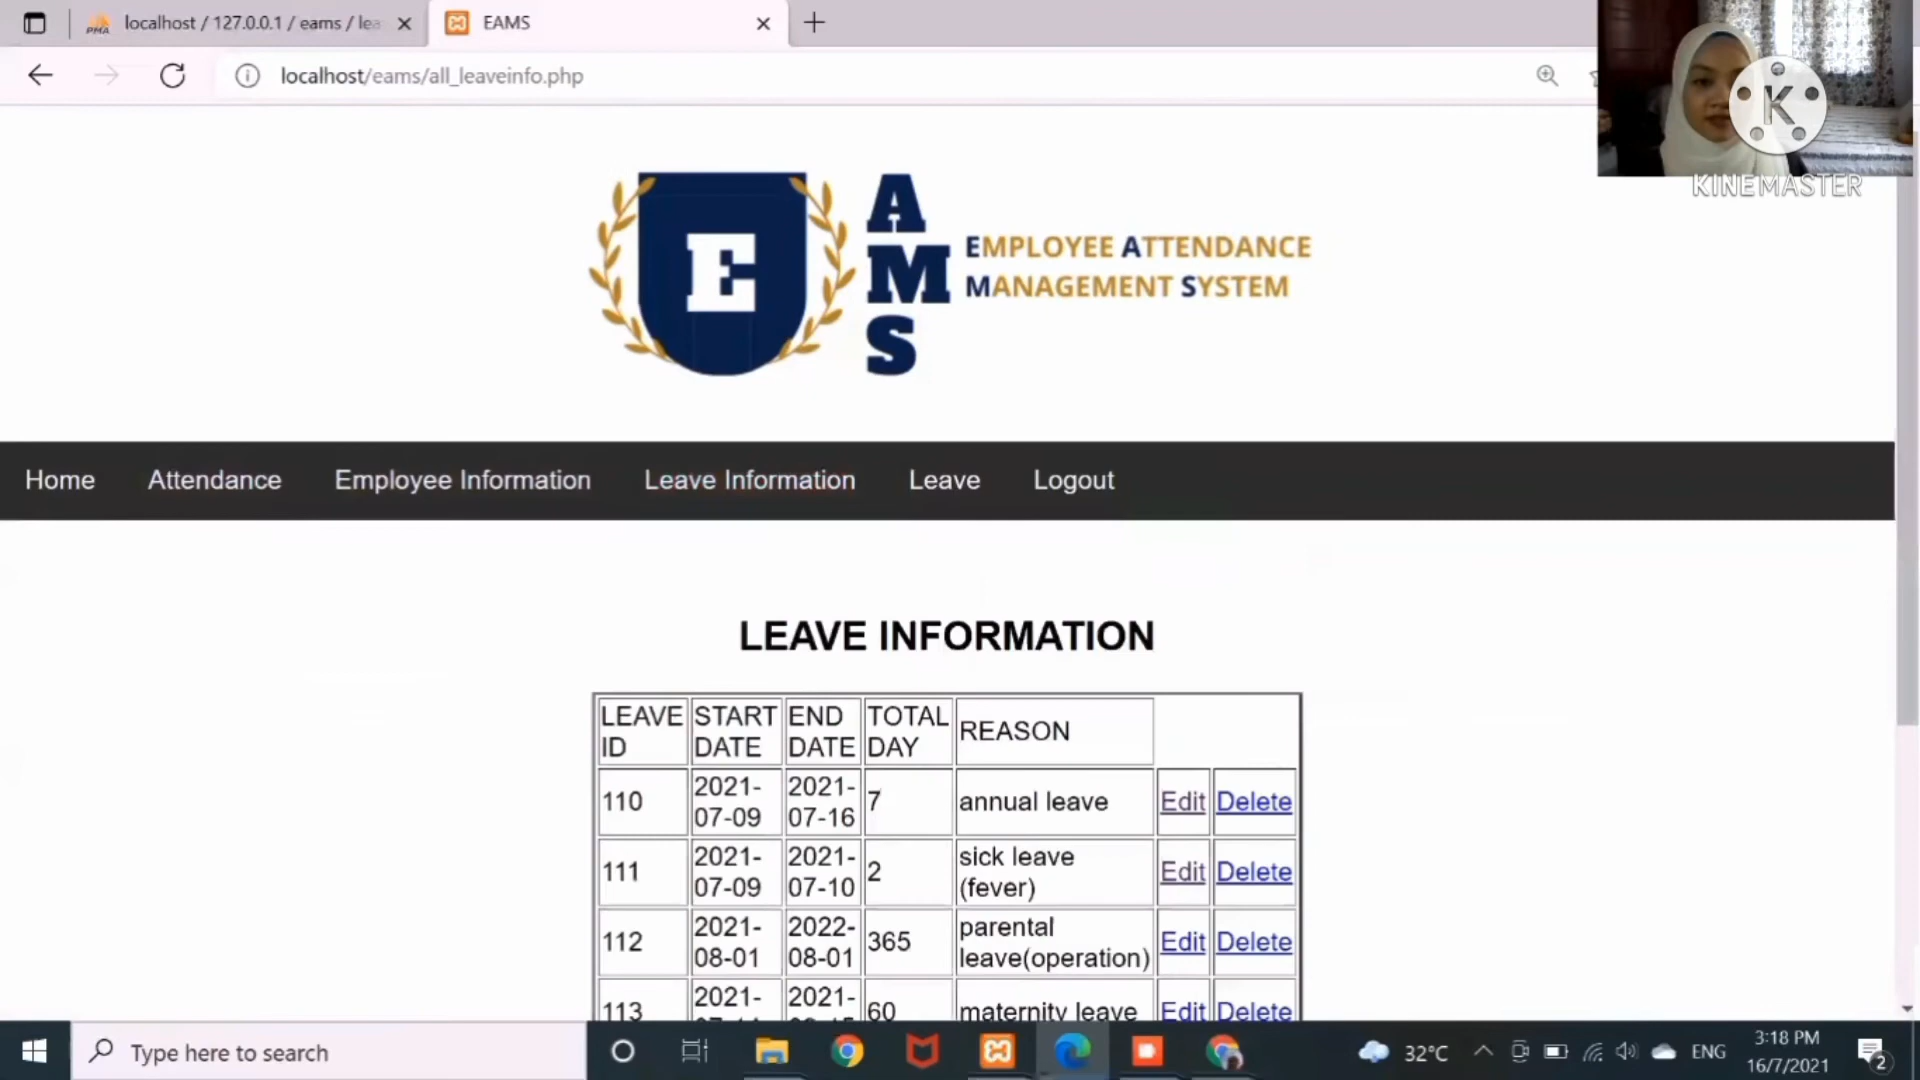 PMA localhost / 127.0.0.1 / eams / lea
EAMS
localhost/eams/all_leaveinfo.php
K
KINEMASTER
E
A
M
S
EMPLOYEE ATTENDANCE
MANAGEMENT SYSTEM
Home Attendance Employee Information Leave Information Leave Logout
LEAVE INFORMATION
LEAVE START END TOTAL REASON
ID DATE DATE DAY
110 2021- 2021- 7 annual leave Edit Delete
07-09 07-16
111 2021- 2021- 2 sick leave Edit Delete
07-09 07-10 (fever)
112 2021- 2022- 365 parental Edit Delete
08-01 08-01 leave(operation)
113 2021- 2021- 60 maternity leave Edit Delete
Type here to search
32°C
ENG
3:18 PM
16/7/2021
2